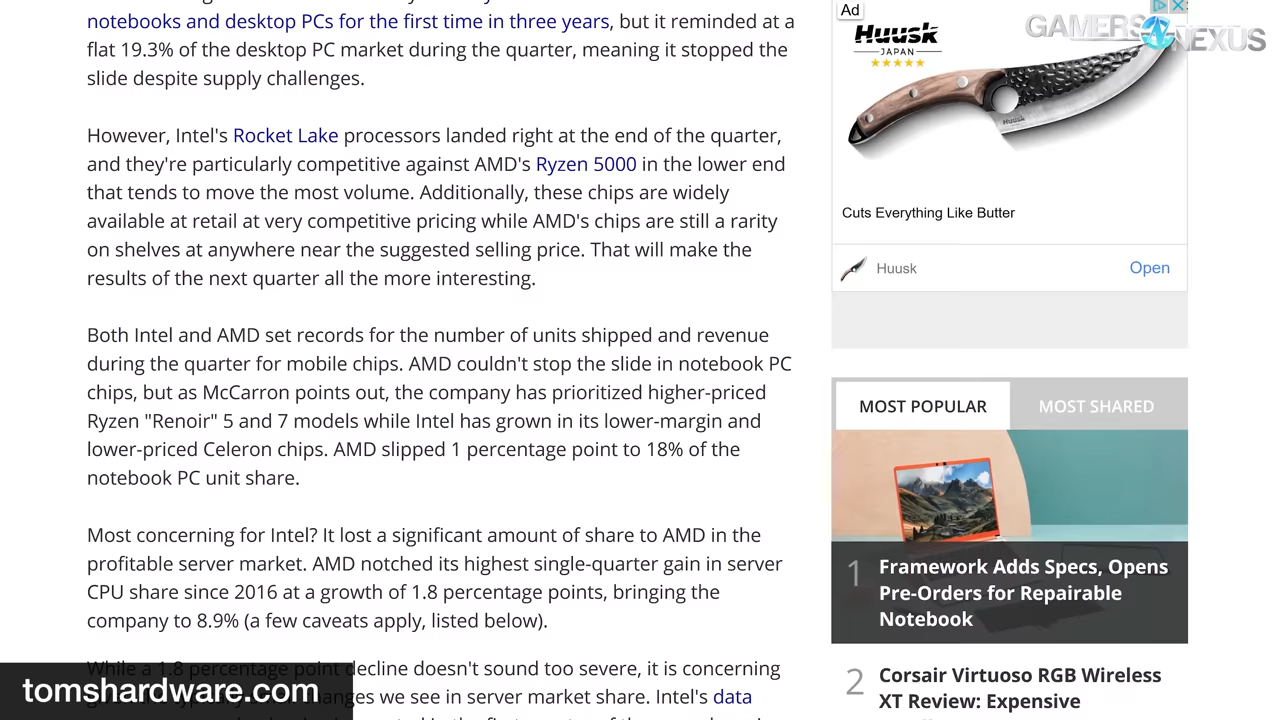 notebooks and desktop PCs for the first time in three years, but it reminded at a
flat 19.3% of the desktop PC market during the quarter, meaning it stopped the
slide despite supply challenges.
However, Intel's Rocket Lake processors landed right at the end of the quarter,
and they're particularly competitive against AMD's Ryzen 5000 in the lower end
that tends to move the most volume. Additionally, these chips are widely
available at retail at very competitive pricing while AMD's chips are still a rarity
on shelves at anywhere near the suggested selling price. That will make the
results of the next quarter all the more interesting.
Both Intel and AMD set records for the number of units shipped and revenue
during the quarter for mobile chips. AMD couldn't stop the slide in notebook PC
chips, but as McCarron points out, the company has prioritized higher-priced
Ryzen "Renoir" 5 and 7 models while Intel has grown in its lower-margin and
lower-priced Celeron chips. AMD slipped 1 percentage point to 18% of the
notebook PC unit share.
Most concerning for Intel? It lost a significant amount of share to AMD in the
profitable server market. AMD notched its highest single-quarter gain in server
CPU share since 2016 at a growth of 1.8 percentage points, bringing the
company to 8.9% (a few caveats apply, listed below).
While a 1.8 percentage point decline doesn't sound too severe, it is concerning
changes we see in server market share. Intel's data
tomshardware.com
Ad
GAMERS NEXUS
Huusk
JAPAN
Huusk
Cuts Everything Like Butter
Huusk
Open
MOST POPULAR
MOST SHARED
1
Framework Adds Specs, Opens
Pre-Orders for Repairable
Notebook
2
Corsair Virtuoso RGB Wireless
XT Review: Expensive